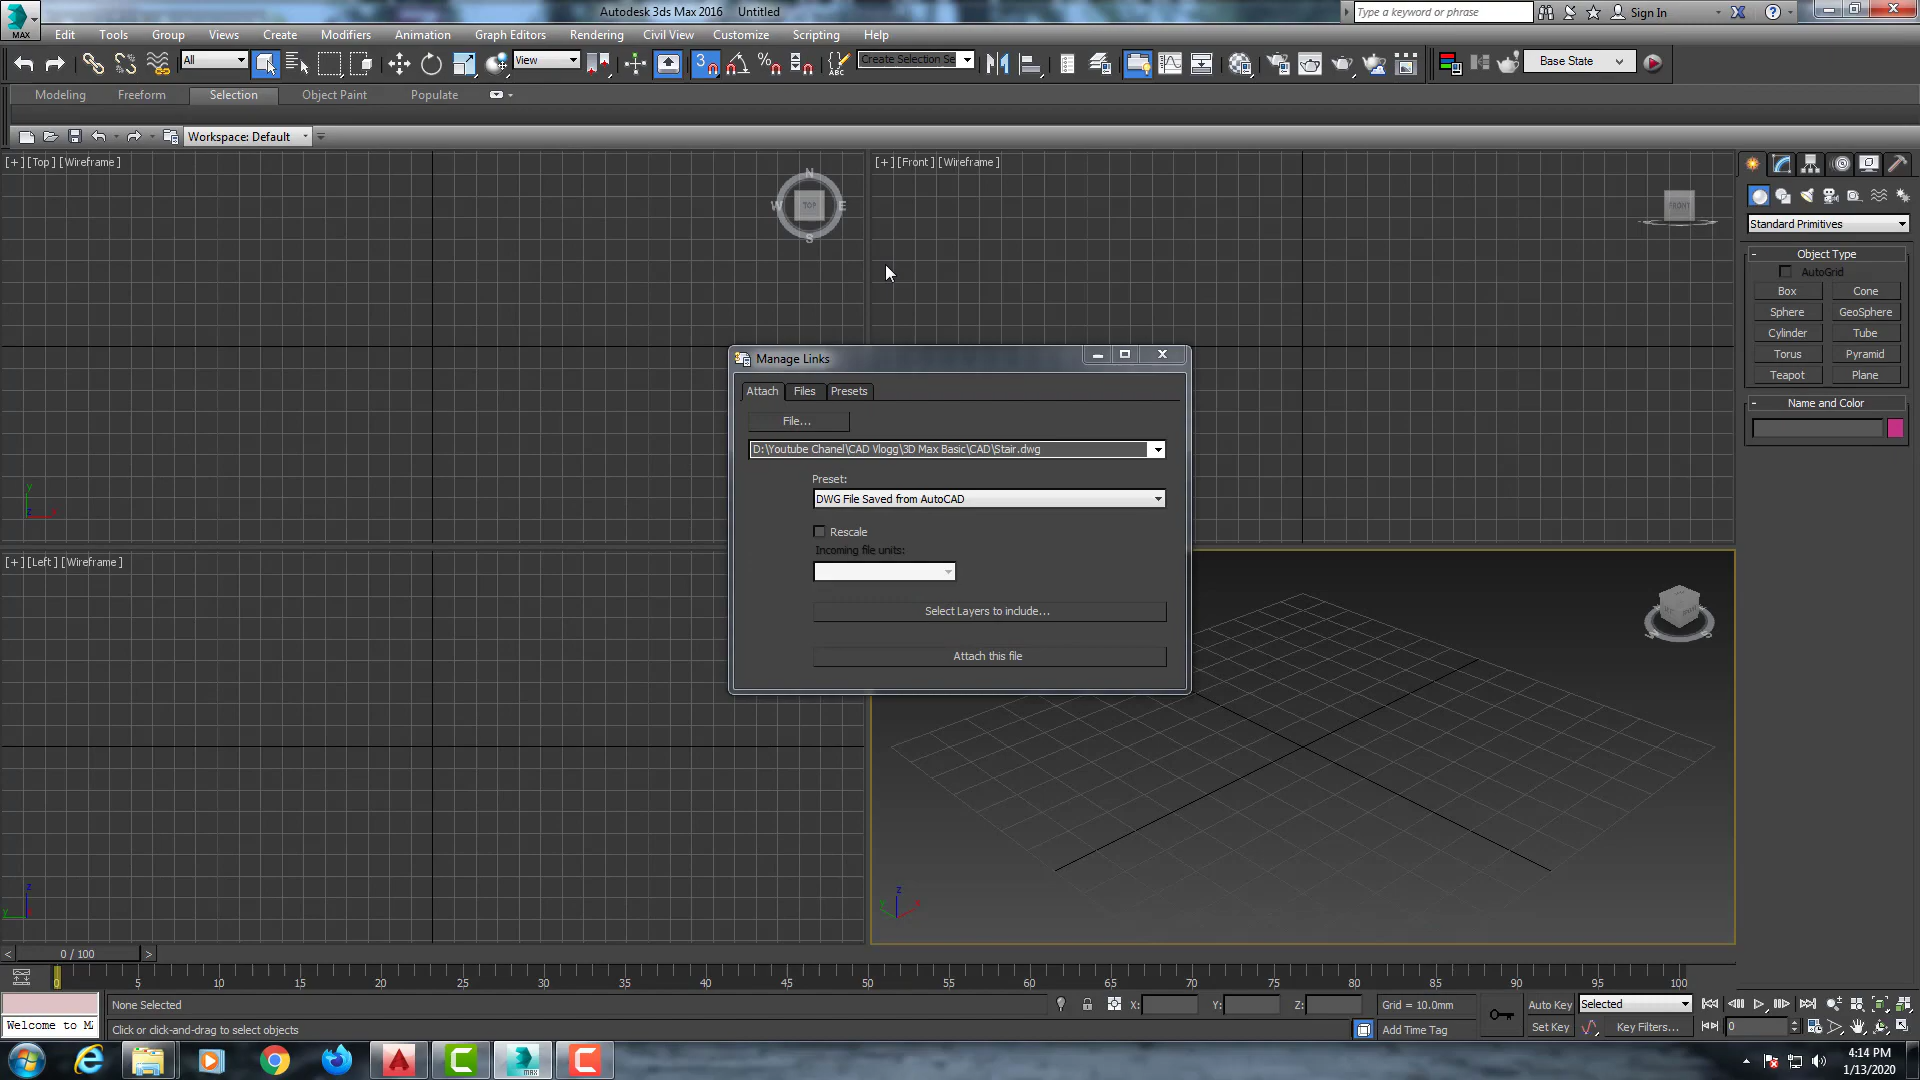 Autodesk 3ds Max 2016 Untitled
Type a keyword or phrase
Sign In
MAX
Edit Tools Group Views Create Modifiers Animation Graph Editors Rendering Civil View Customize Scripting Help
All
View
3
ABC
Create Selection Se
Base State
Modeling Freeform Selection Object Paint Populate
Workspace: Default
[+] [Top] [Wireframe]
N
W TOP E
S
[+] [Front] [Wireframe]
FRONT
Standard Primitives
- Object Type
AutoGrid
Box Cone
Sphere GeoSphere
Cylinder Tube
Torus Pyramid
Teapot Plane
- Name and Color
Manage Links
Attach Files Presets
File...
D:\Youtube Chanel\CAD Vlogg\3D Max Basic\CAD\Stair.dwg
Preset:
DWG File Saved from AutoCAD
Rescale
Incoming file units:
Select Layers to include...
Attach this file
[+] [Left] [Wireframe]
y
z
z
y
z
< 0 / 100 >
0 5 10 15 20 25 30 35 40 45 50 55 60 65 70 75 80 85 90 95 100
None Selected
X: Y: Z: Grid = 10.0mm
Auto Key Selected
Welcome to M
Click or click-and-drag to select objects
Add Time Tag
Set Key Key Filters...
0
MAX
4:14 PM
1/13/2020